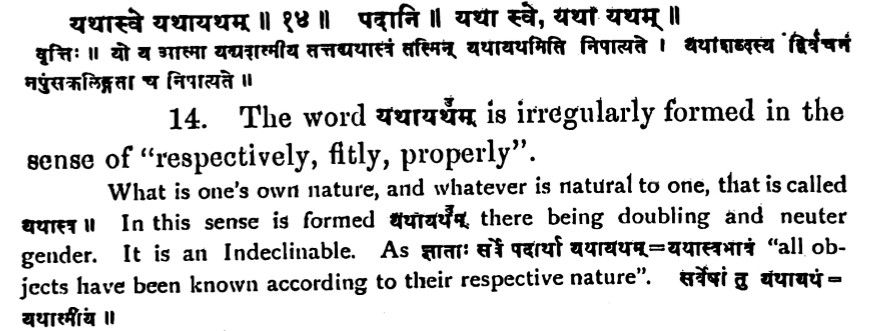 यथास्वे यथायथम् ॥ १४ ॥ पदानि ॥ यथा स्वे, यथा यथम् ॥
वृत्तिः ॥ यो य आत्मा यद्यदात्मीय तत्तद्यथास्वं तस्मिन् यथायथमिति निपात्यते । यथाशब्दस्य द्विर्वचनं
नपुंसकलिङ्गता च निपात्यते ॥
14. The word यथायथम् is irregularly formed in the
sense of “respectively, fitly, properly”.
What is one's own nature, and whatever is natural to one, that is called
यथास्व ॥ In this sense is formed यथायथम् there being doubling and neuter
gender. It is an Indeclinable. As ज्ञाताः सर्वे पदार्था यथायथम्=यथास्वभावं “all ob-
jects have been known according to their respective nature”. सर्वेषां तु यथायथं =
यथात्मीयं ॥